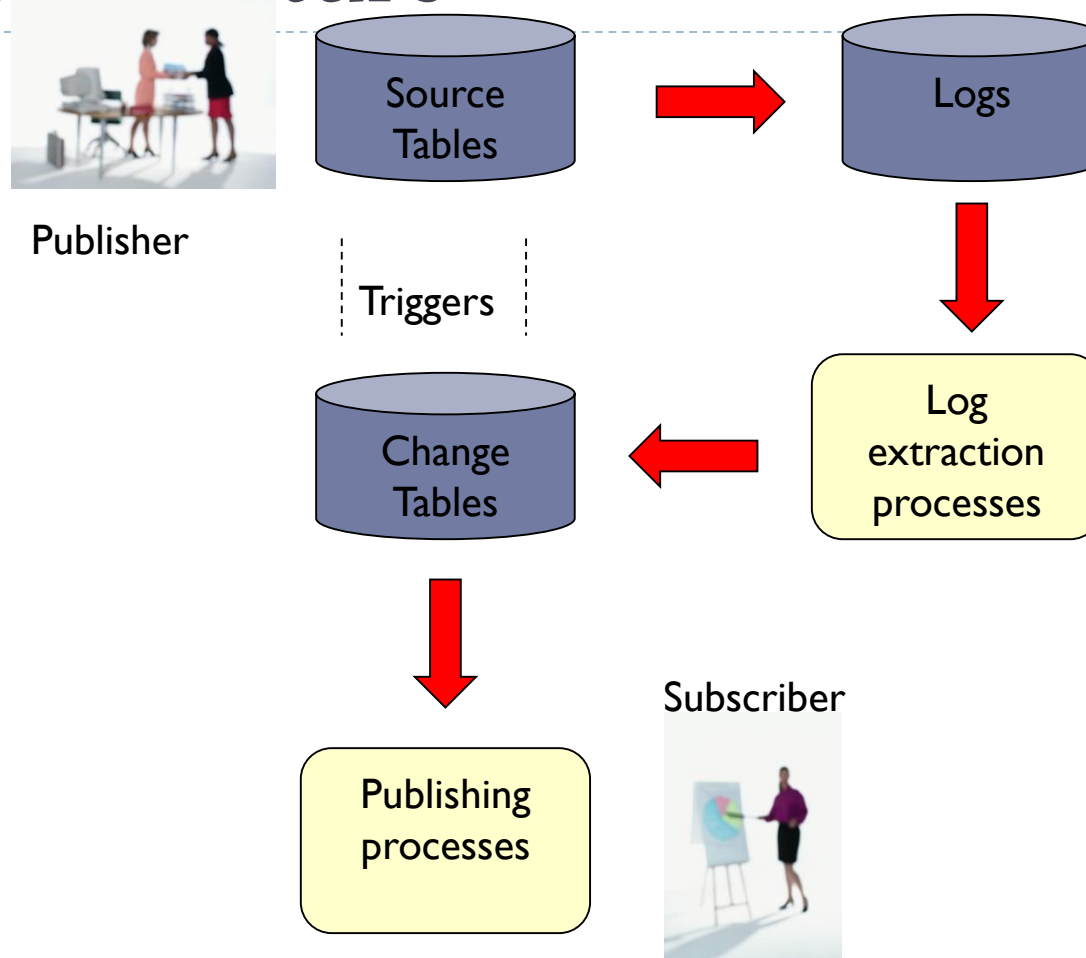 Source
Tables
Logs
Publisher
Triggers
Change
Tables
Log
extraction
processes
Subscriber
Publishing
processes